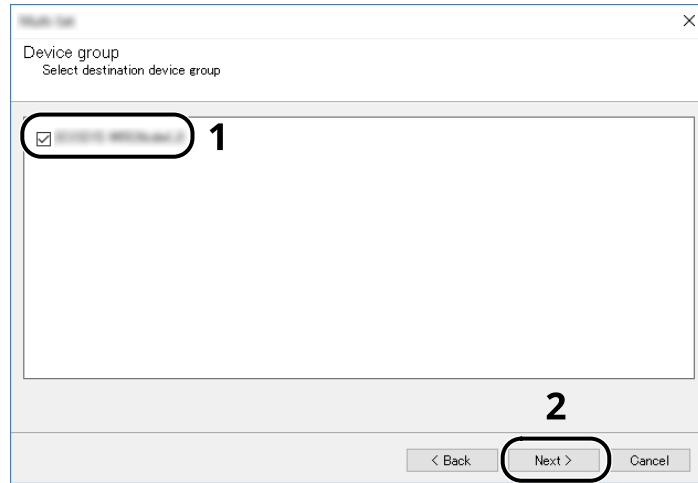 Device group
Select destination device group
1
2
< Back
Next >
Cancel